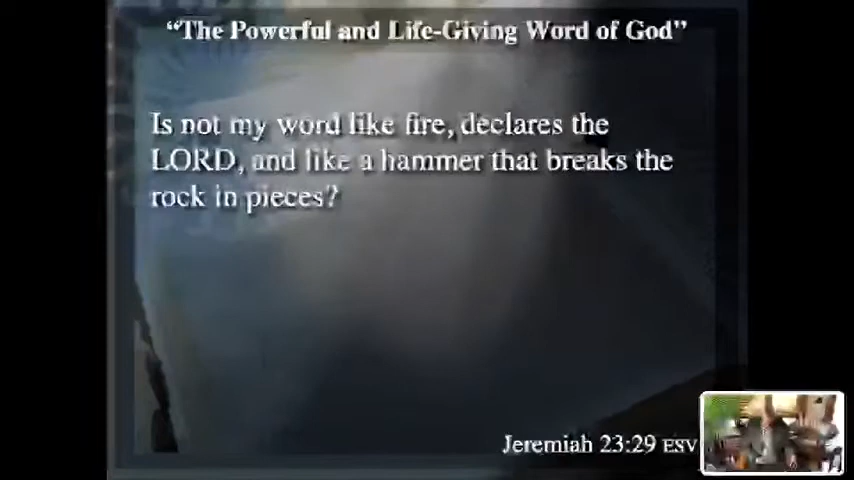 “The Powerful and Life-Giving Word of God”
Is not my word like fire, declares the
LORD, and like a hammer that breaks the
rock in pieces?
Jeremiah 23:29 ESV